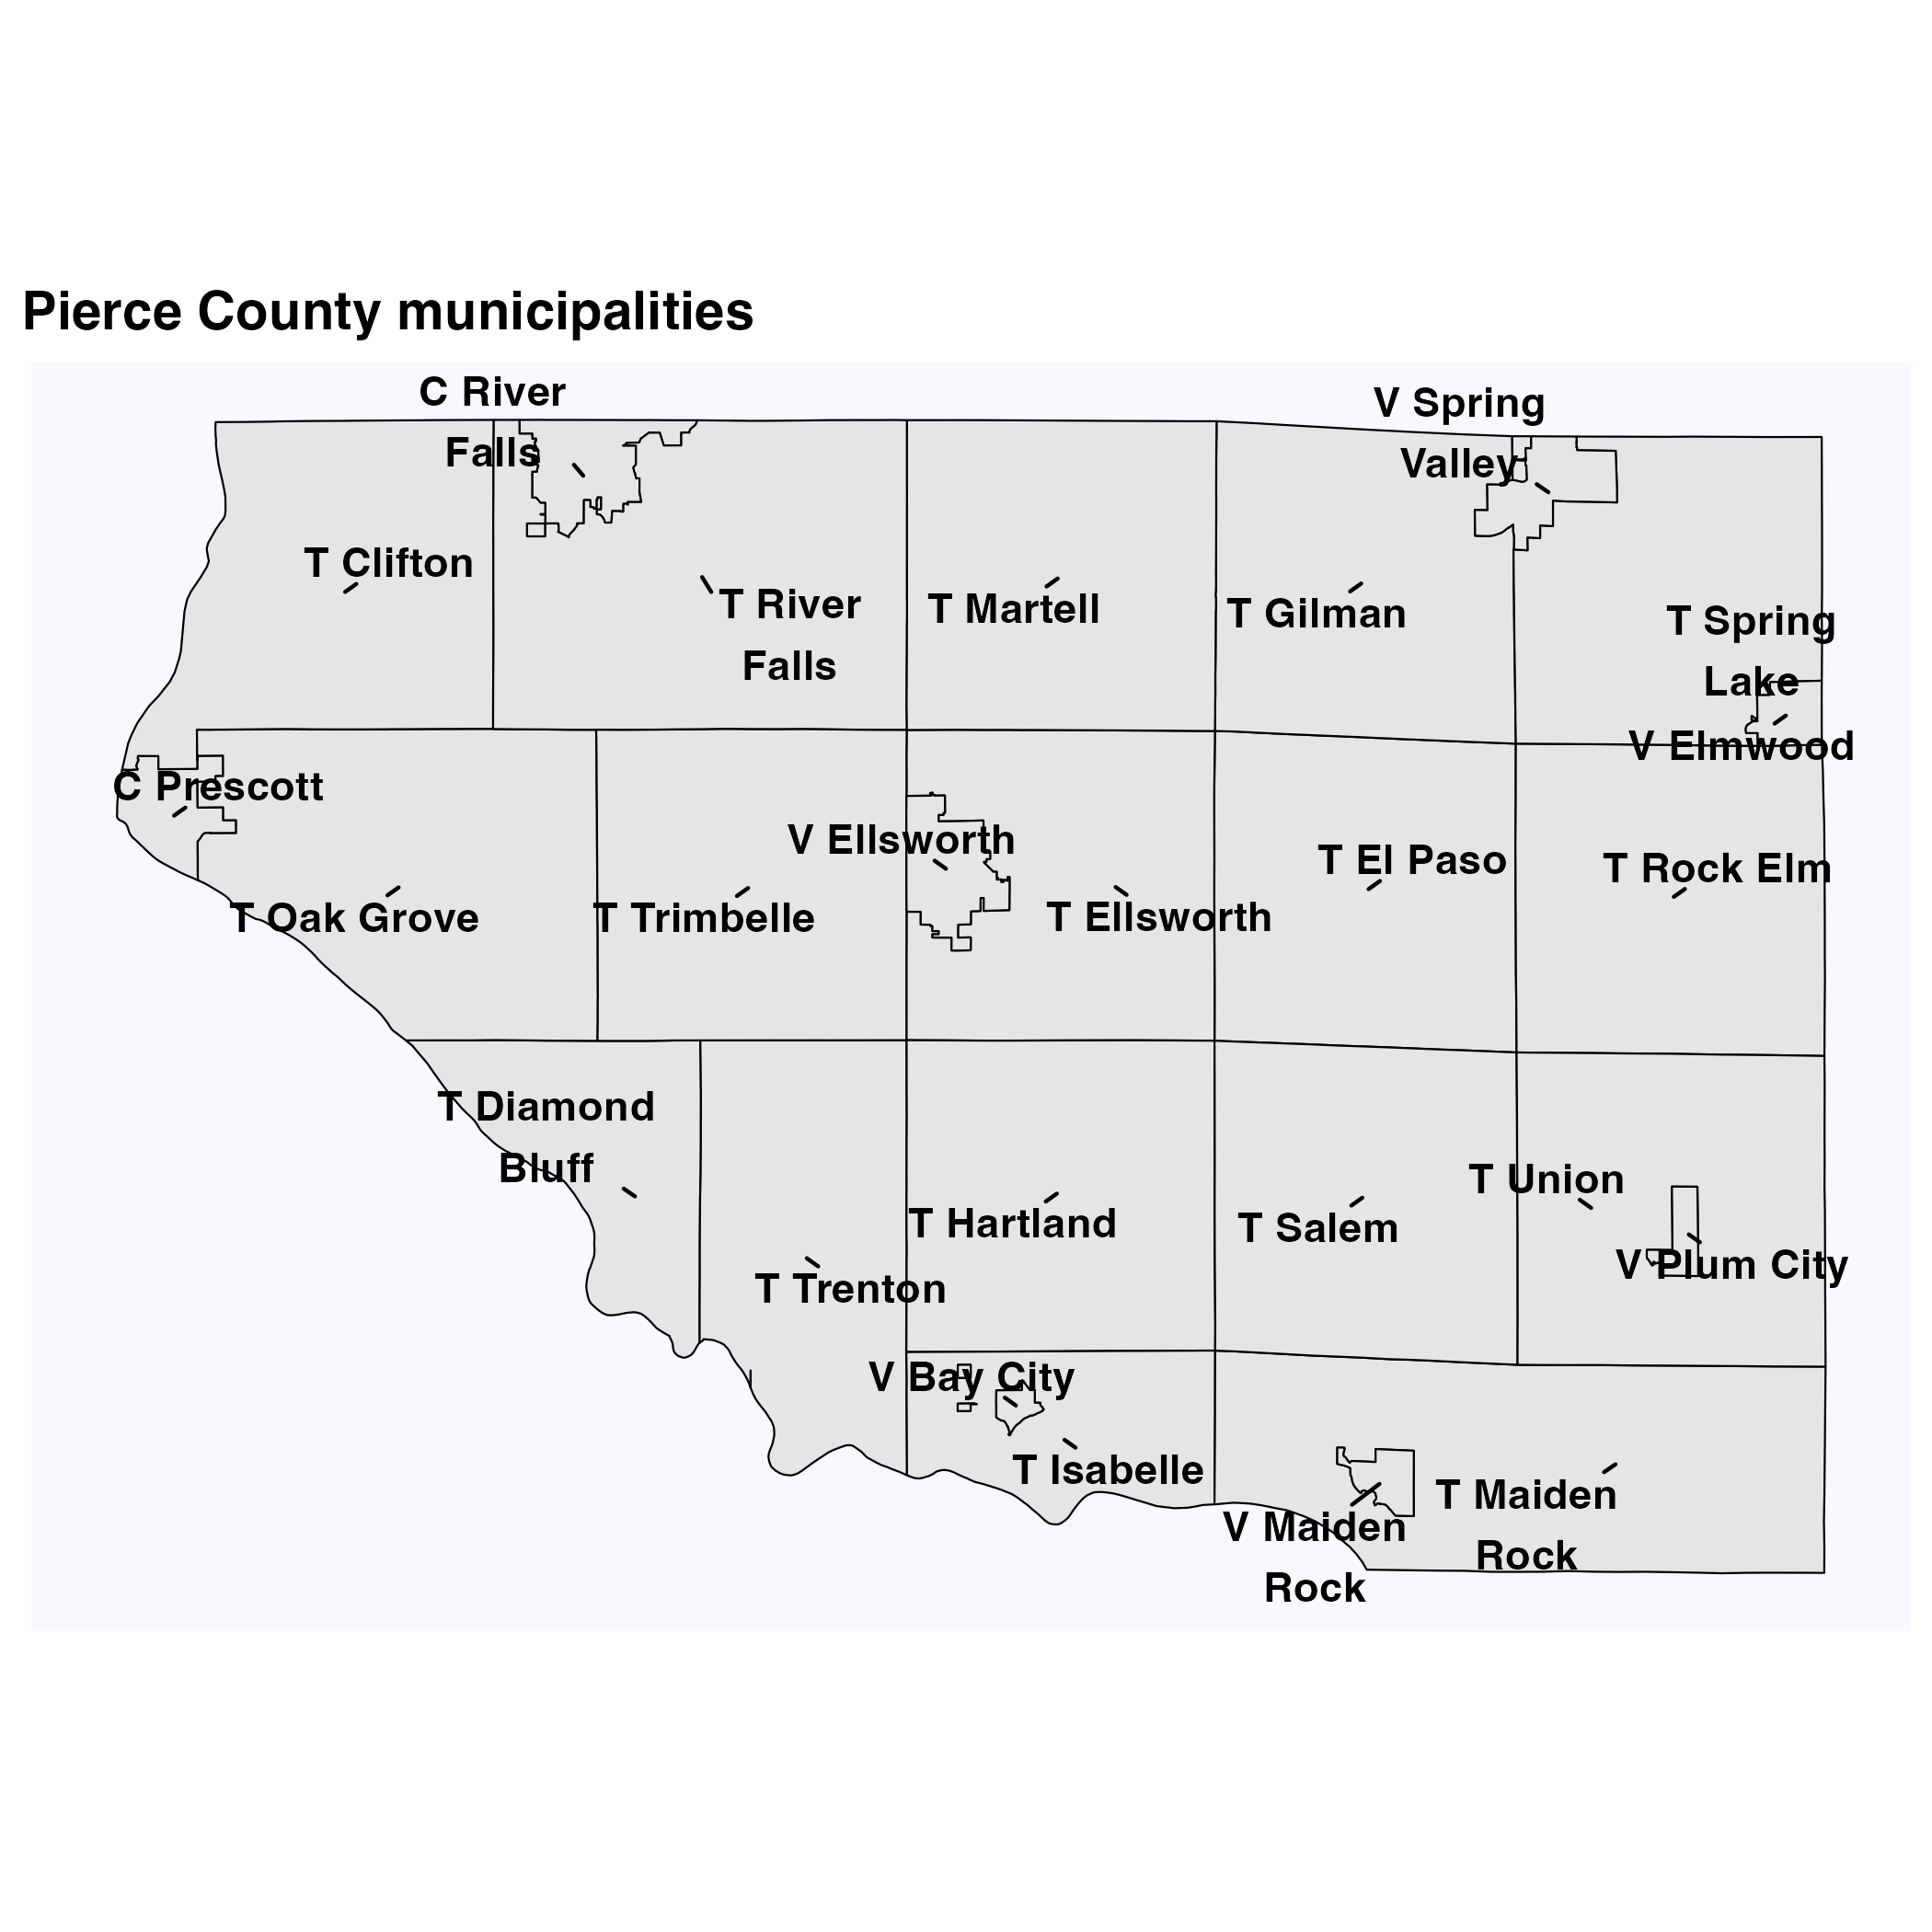 Pierce County municipalities
C River
Falls
V Spring
Valley
T Clifton
T River
Falls
T Martell
T Gilman
T Spring
Lake
V Elmwood
C Prescott
V Ellsworth
T El Paso
T Rock Elm
T Oak Grove
T Trimbelle
T Ellsworth
T Diamond
Bluff
T Union
T Hartland
T Salem
V Plum City
T Trenton
V Bay City
T Isabelle
T Maiden
Rock
V Maiden
Rock